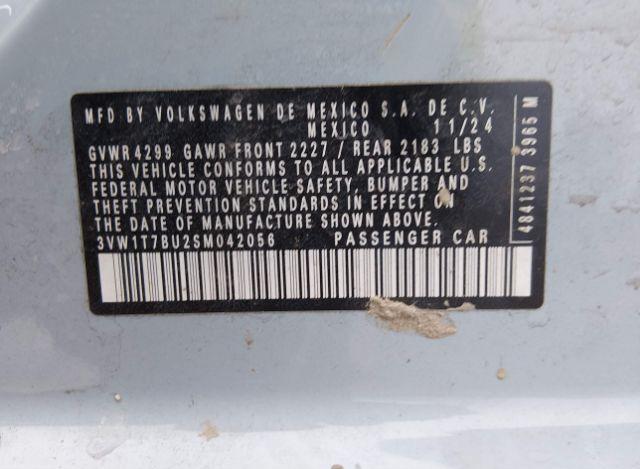 MFD BY VOLKSWAGEN DE MEXICO S.A. DE C.V.
MEXICO 11/24
GVWR 4299 GAWR FRONT 2227 / REAR 2183 LBS
THIS VEHICLE CONFORMS TO ALL APPLICABLE U.S.
FEDERAL MOTOR VEHICLE SAFETY, BUMPER AND
THEFT PREVENTION STANDARDS IN EFFECT ON
THE DATE OF MANUFACTURE SHOWN ABOVE.
3VW1T7BU2SM042056 PASSENGER CAR
4841237 3965 M